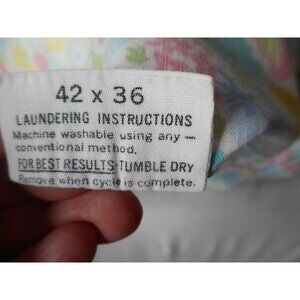 42 x 36
LAUNDERING INSTRUCTIONS
Machine washable using any —
conventional method.
FOR BEST RESULTS-TUMBLE DRY
Remove when cycle is complete.